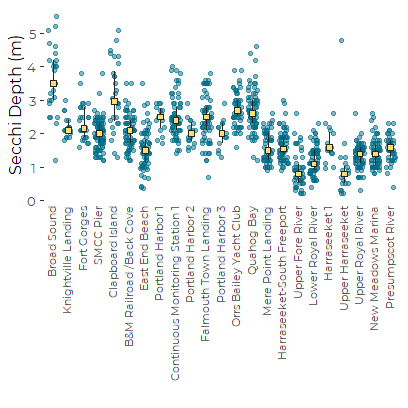 Secchi Depth (m)
5
4
3
2
1
0
Broad Sound
Knightville Landing
Fort Gorges
SMCC Pier
Clapboard Island
B&M Railroad /Back Cove
East End Beach
Portland Harbor 1
Continuous Monitoring Station 1
Portland Harbor 2
Falmouth Town Landing
Portland Harbor 3
Orrs Bailey Yacht Club
Quahog Bay
Mere Point Landing
Harraseeket-South Freeport
Upper Fore River
Lower Royal River
Harraseeket 1
Upper Harraseeket
Upper Royal River
New Meadows Marina
Presumpscot River